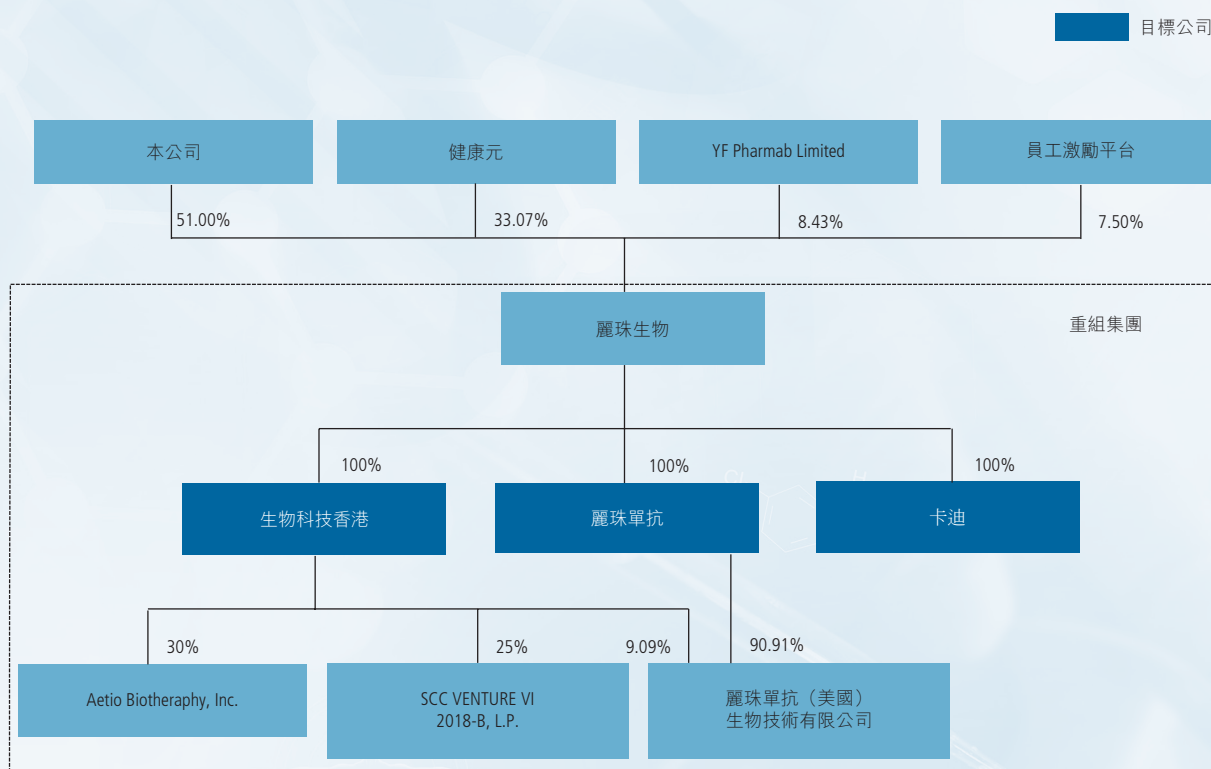 目標公司
本公司
健康元
YF Pharmab Limited
員工激勵平台
51.00%
33.07%
8.43%
7.50%
麗珠生物
重組集團
100%
100%
100%
生物科技香港
麗珠單抗
卡迪
30%
25%
9.09%
90.91%
Aetio Biotheraphy, Inc.
SCC VENTURE VI
2018-B, L.P.
麗珠單抗（美國）
生物技術有限公司